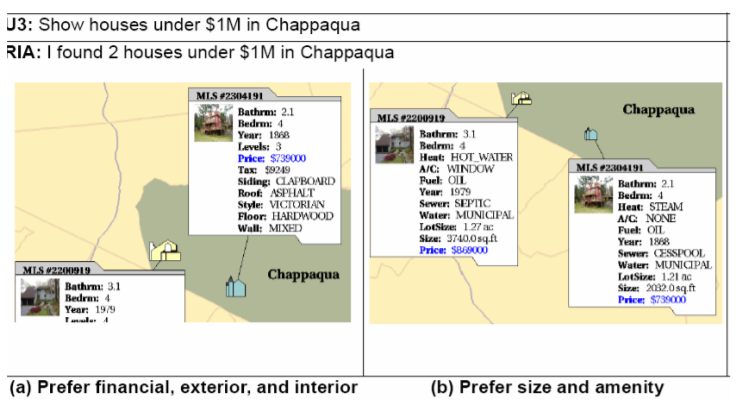 U3: Show houses under $1M in Chappaqua
RIA: I found 2 houses under $1M in Chappaqua
MLS #2304191
Bathrm: 2.1
Bedrm: 4
Year: 1868
Levels: 3
Price: $739000
Tax: $9249
Siding: CLAPBOARD
Roof: ASPHALT
Style: VICTORIAN
Floor: HARDWOOD
Wall: MIXED
Chappaqua
MLS #2200919
Bathrm: 3.1
Bedrm: 4
Year: 1979
Levels: 4
MLS #2200919
Bathrm: 3.1
Bedrm: 4
Heat: HOT_WATER
A/C: WINDOW
Fuel: OIL
Year: 1979
Sewer: SEPTIC
Water: MUNICIPAL
LotSize: 1.27 ac
Size: 3740.0 sq.ft
Price: $869000
Chappaqua
MLS #2304191
Bathrm: 2.1
Bedrm: 4
Heat: STEAM
A/C: NONE
Fuel: OIL
Year: 1868
Sewer: CESSPOOL
Water: MUNICIPAL
LotSize: 1.21 ac
Size: 2032.0 sq.ft
Price: $739000
(a) Prefer financial, exterior, and interior
(b) Prefer size and amenity